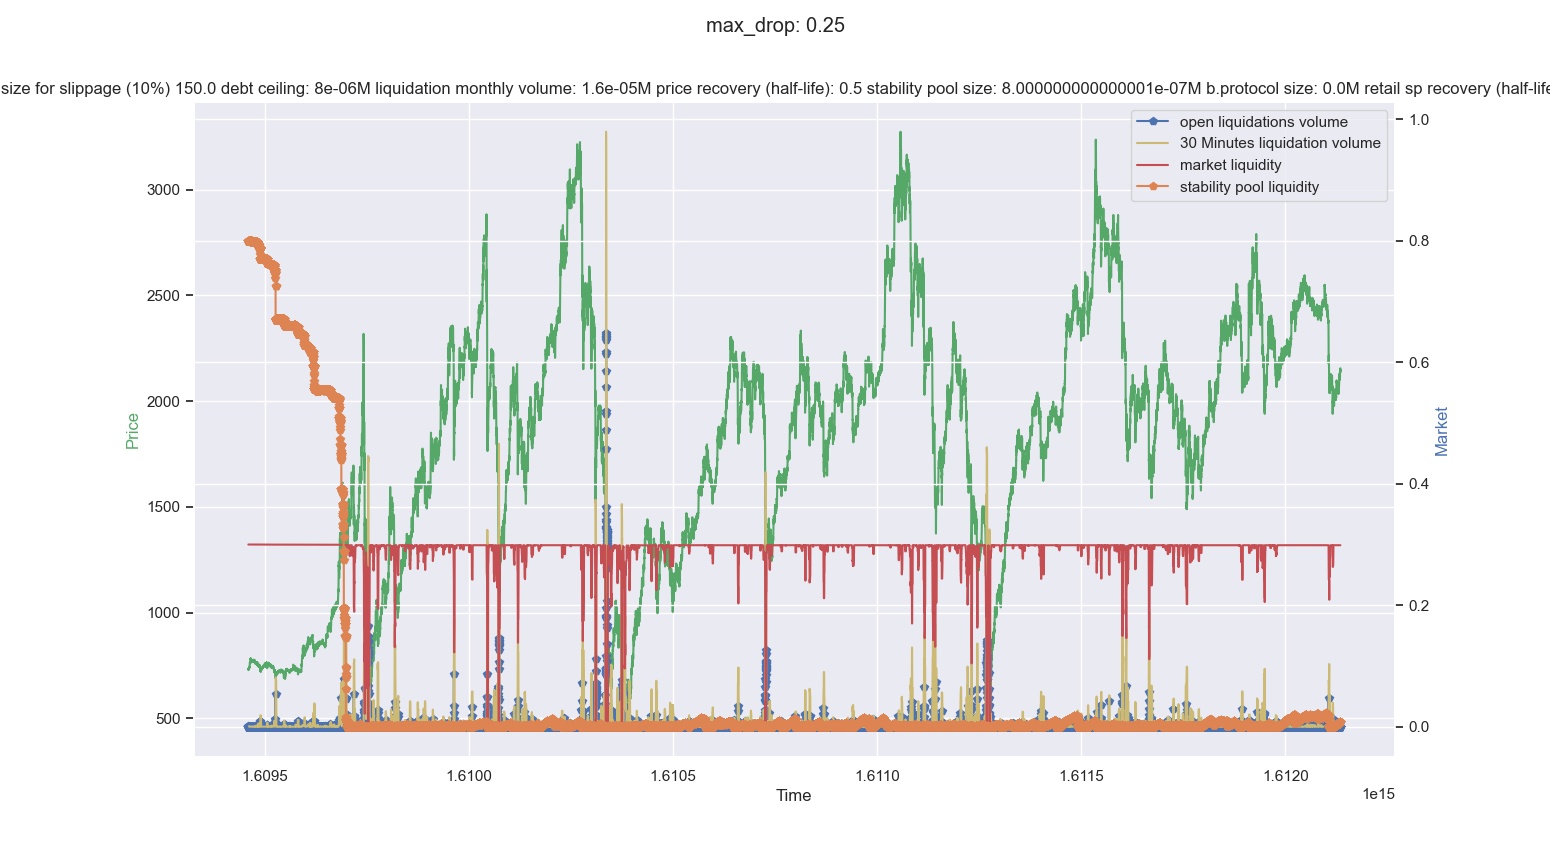 max_drop: 0.25
size for slippage (10%) 150.0 debt ceiling: 8e-06M liquidation monthly volume: 1.6e-05M price recovery (half-life): 0.5 stability pool size: 8.000000000000001e-07M b.protocol size: 0.0M retail sp recovery (half-life
open liquidations volume
30 Minutes liquidation volume
market liquidity
stability pool liquidity
3000
2500
2000
1500
1000
500
Price
1.0
0.8
0.6
0.4
0.2
0.0
Market
1.6095 1.6100 1.6105 1.6110 1.6115 1.6120
1e15
Time